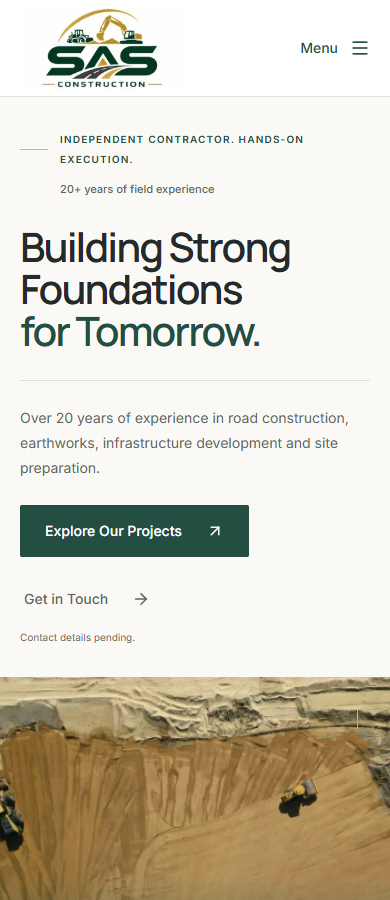 SAS
CONSTRUCTION
Menu
INDEPENDENT CONTRACTOR. HANDS-ON
EXECUTION.
20+ years of field experience
Building Strong
Foundations
for Tomorrow.
Over 20 years of experience in road construction,
earthworks, infrastructure development and site
preparation.
Explore Our Projects
Get in Touch
Contact details pending.